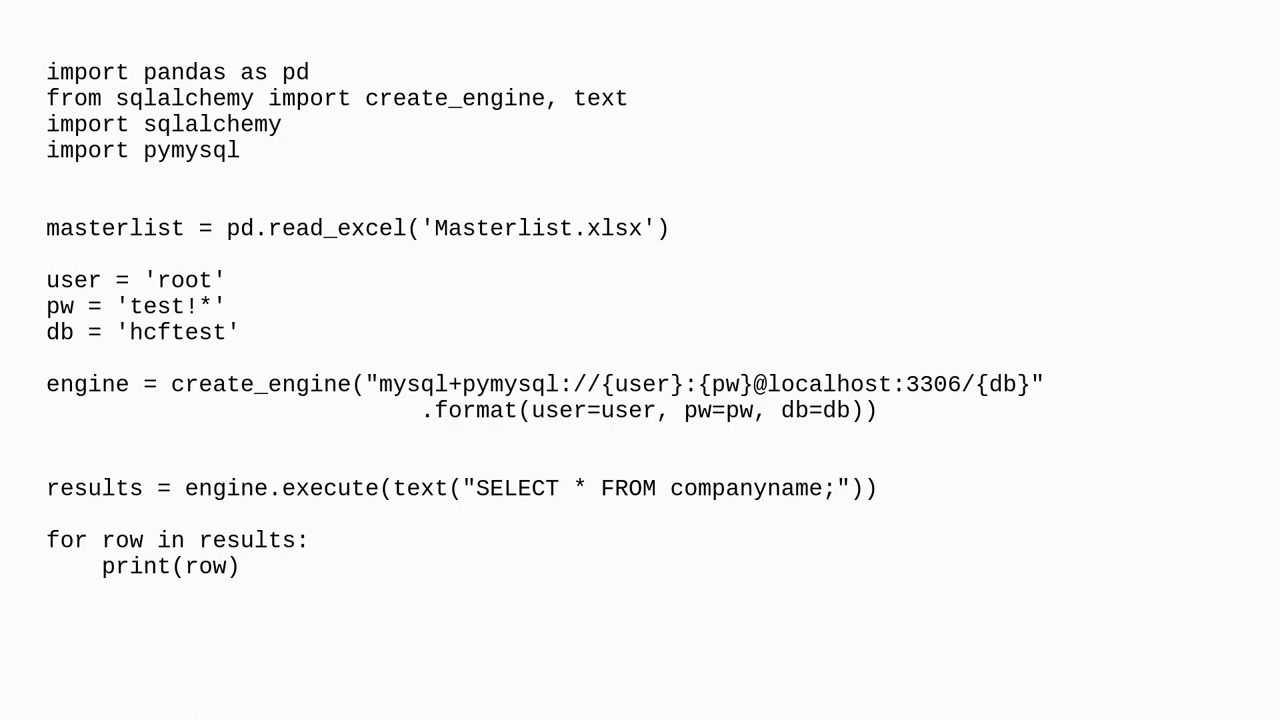 import pandas as pd
from sqlalchemy import create_engine, text
import sqlalchemy
import pymysql
masterlist = pd.read_excel('Masterlist.xlsx')
user = 'root'
pw = 'test!*'
db = 'hcftest'
engine = create_engine("mysql+pymysql://{user}:{pw}@localhost:3306/{db}"
.format(user=user, pw=pw, db=db))
results = engine.execute(text("SELECT * FROM companyname;"))
for row in results:
print(row)